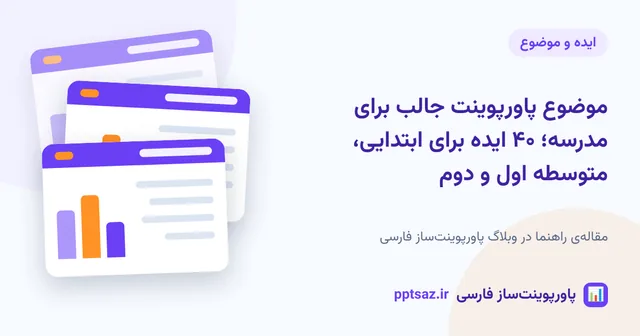 ایده و موضوع
موضوع پاورپوینت جالب برای
مدرسه؛ ۴۰ ایده برای ابتدایی،
متوسطه اول و دوم
مقاله‌ی راهنما در وبلاگ پاورپوینت‌ساز فارسی
پاورپوینت‌ساز فارسی pptsaz.ir